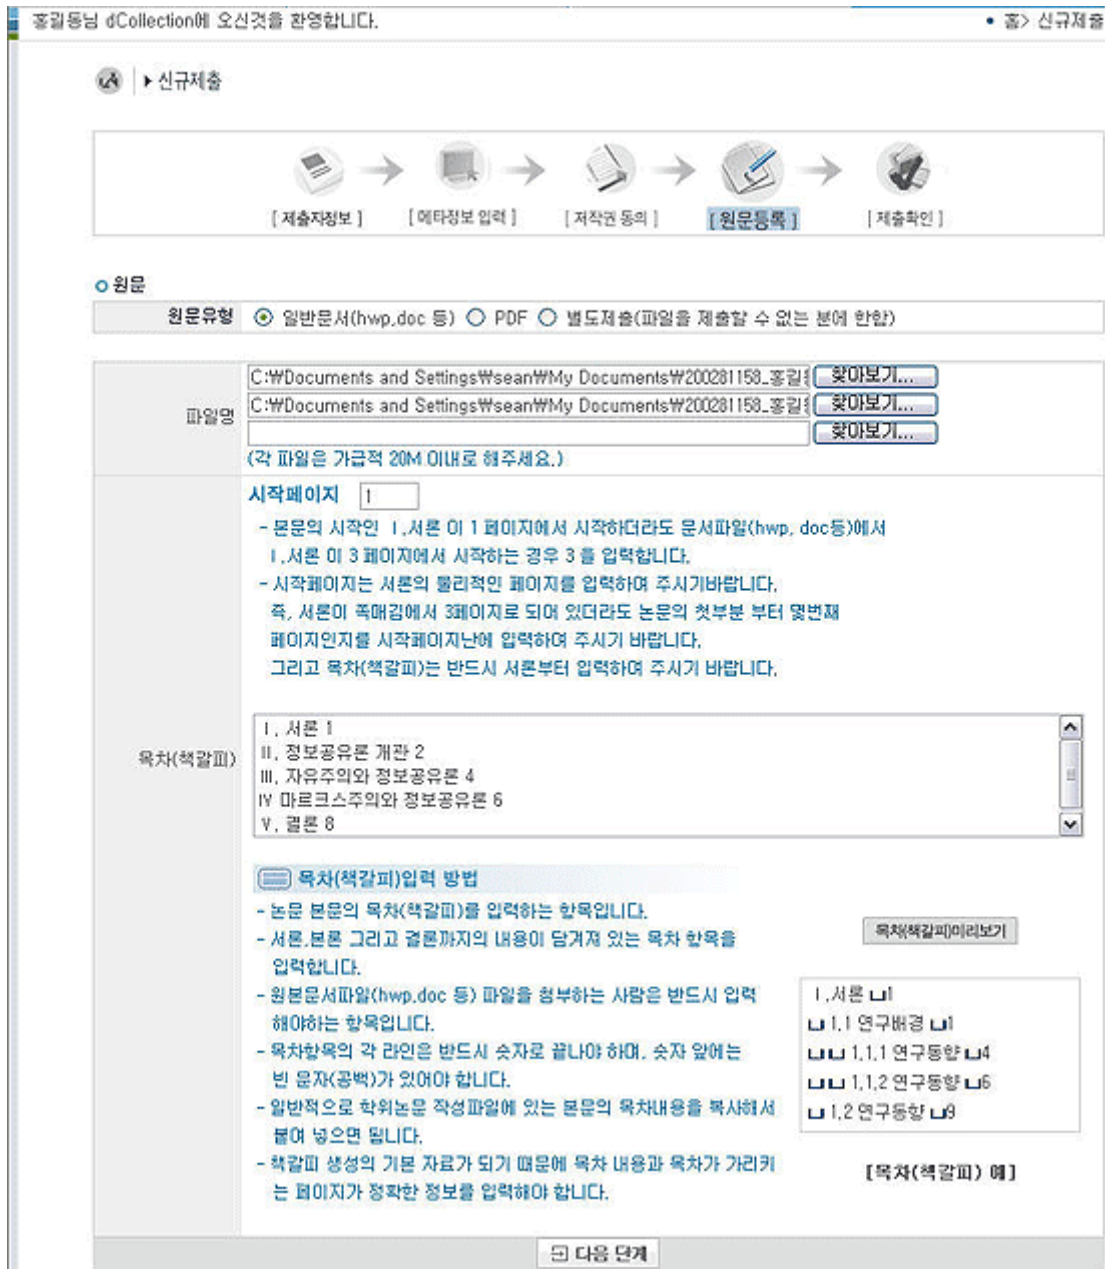 홍길동님 dCollection에 오신것을 환영합니다.
• 홈> 신규제출
▶ 신규제출
[ 제출자정보 ] [ 메타정보 입력 ] [ 저작권 동의 ] [ 원문등록 ] [ 제출확인 ]
원문
원문유형 일반문서(hwp,doc 등) PDF 별도제출(파일을 제출할 수 없는 분에 한함)
파일명
C:₩Documents and Settings₩sean₩My Documents₩200281158_홍길 찾아보기...
C:₩Documents and Settings₩sean₩My Documents₩200281158_홍길 찾아보기...
찾아보기...
(각 파일은 가급적 20M 이내로 해주세요.)
목차(책갈피)
시작페이지 1
- 본문의 시작인 Ⅰ.서론 이 1 페이지에서 시작하더라도 문서파일(hwp, doc등)에서
Ⅰ.서론 이 3 페이지에서 시작하는 경우 3 을 입력합니다.
- 시작페이지는 서론의 물리적인 페이지를 입력하여 주시기바랍니다.
즉, 서론이 쪽매김에서 3페이지로 되어 있더라도 논문의 첫부분 부터 몇번째
페이지인지를 시작페이지난에 입력하여 주시기 바랍니다.
그리고 목차(책갈피)는 반드시 서론부터 입력하여 주시기 바랍니다.
Ⅰ. 서론 1
Ⅱ. 정보공유론 개관 2
Ⅲ. 자유주의와 정보공유론 4
Ⅳ 마르크스주의와 정보공유론 6
Ⅴ. 결론 8
목차(책갈피)입력 방법
- 논문 본문의 목차(책갈피)를 입력하는 항목입니다.
- 서론,본론 그리고 결론까지의 내용이 담겨져 있는 목차 항목을
입력합니다.
- 원본문서파일(hwp,doc 등) 파일을 첨부하는 사람은 반드시 입력
해야하는 항목입니다.
- 목차항목의 각 라인은 반드시 숫자로 끝나야 하며, 숫자 앞에는
빈 문자(공백)가 있어야 합니다.
- 일반적으로 학위논문 작성파일에 있는 본문의 목차내용을 복사해서
붙여 넣으면 됩니다.
- 책갈피 생성의 기본 자료가 되기 때문에 목차 내용과 목차가 가리키
는 페이지가 정확한 정보를 입력해야 합니다.
목차(책갈피)미리보기
Ⅰ.서론 ⊔1
⊔ 1.1 연구배경 ⊔1
⊔⊔ 1.1.1 연구동향 ⊔4
⊔⊔ 1.1.2 연구동향 ⊔6
⊔ 1.2 연구동향 ⊔9
[목차(책갈피) 예]
다음 단계